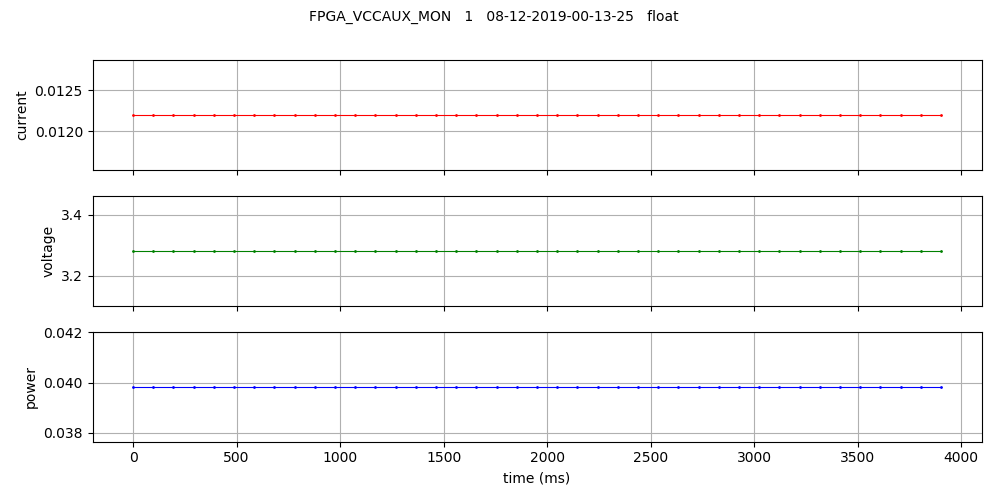 FPGA_VCCAUX_MON   1   08-12-2019-00-13-25   float
0.0125
0.0120
current
3.4
3.2
voltage
0.042
0.040
0.038
power
0 500 1000 1500 2000 2500 3000 3500 4000
time (ms)